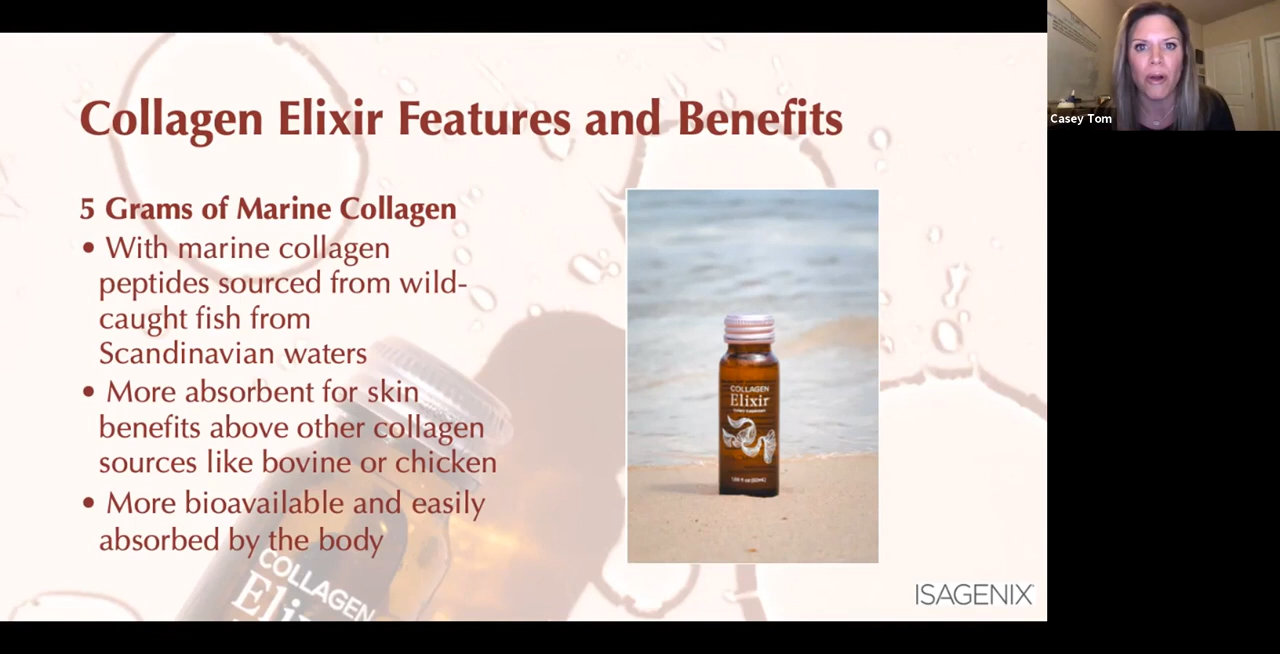 Collagen Elixir Features and Benefits
5 Grams of Marine Collagen
• With marine collagen
peptides sourced from wild-
caught fish from
Scandinavian waters
• More absorbent for skin
benefits above other collagen
sources like bovine or chicken
• More bioavailable and easily
absorbed by the body
COLLAGEN
Elixir
COLLAGEN
ISAGENIX
Casey Tom